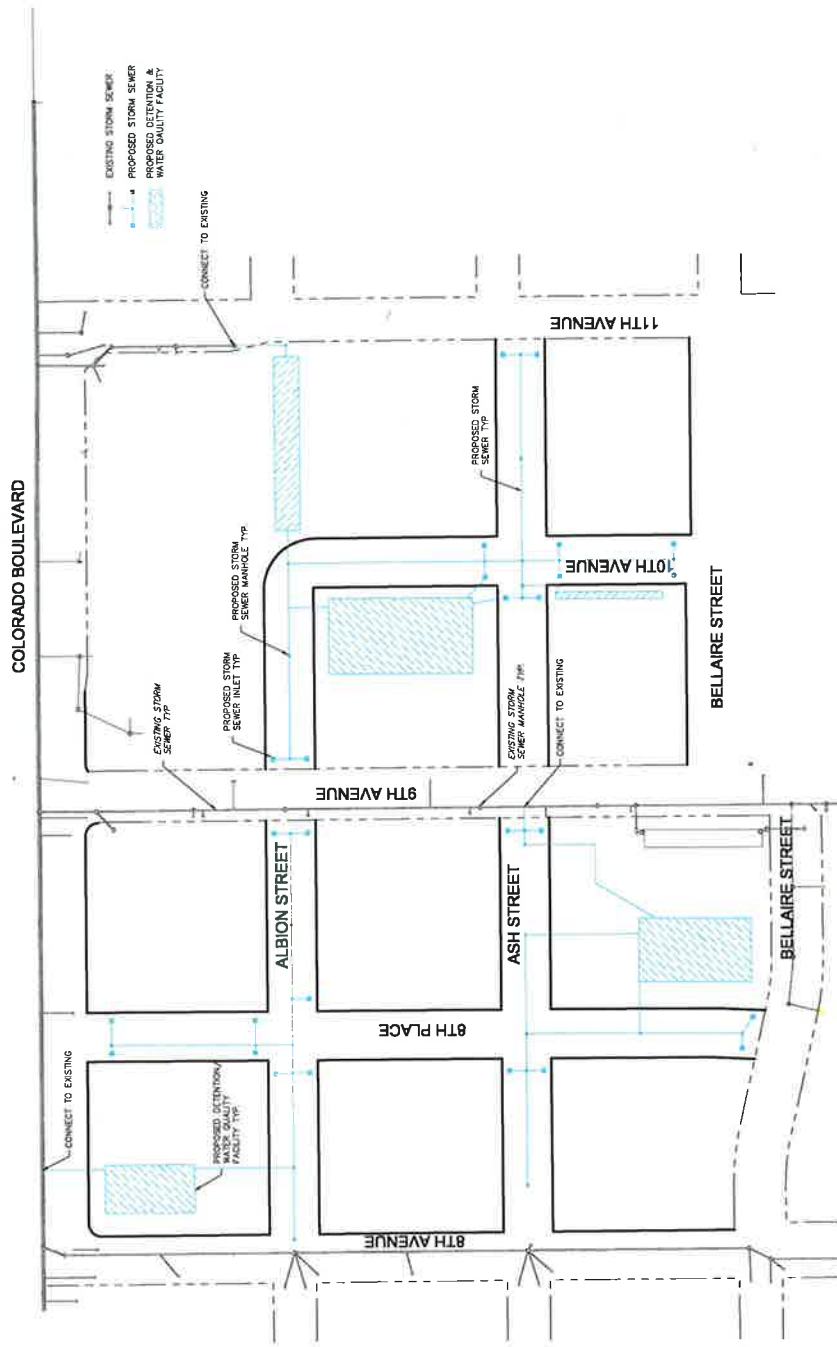 COLORADO BOULEVARD
EXISTING STORM SEWER
PROPOSED STORM SEWER
PROPOSED DETENTION &
WATER QAULITY FACILITY
CONNECT TO EXISTING
11TH AVENUE
PROPOSED STORM
SEWER TYP.
PROPOSED STORM
SEWER MANHOLE TYP.
10TH AVENUE
PROPOSED STORM
SEWER INLET TYP.
EXISTING STORM
SEWER TYP.
BELLAIRE STREET
EXISTING STORM
SEWER MANHOLE TYP.
CONNECT TO EXISTING
9TH AVENUE
ALBION STREET
ASH STREET
BELLAIRE STREET
8TH PLACE
CONNECT TO EXISTING
PROPOSED DETENTION/
WATER QUALITY
FACILITY TYP.
8TH AVENUE